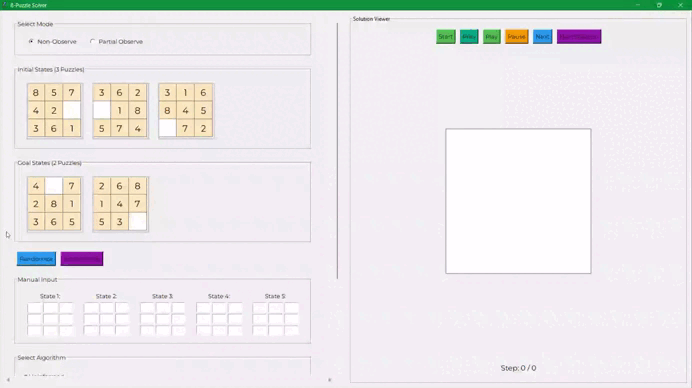 8-Puzzle Solver
Select Mode
Non-Observe Partial Observe
Initial States (3 Puzzles)
8 5 7
4 2
3 6 1
3 6 2
1 8
5 7 4
3 1 6
8 4 5
7 2
Goal States (2 Puzzles)
4 7
2 8 1
3 6 5
2 6 8
1 4 7
5 3
Randomize
Manual Input
State 1: State 2: State 3: State 4: State 5:
Select Algorithm
Solution Viewer
Start Play Play Pause Next
Step: 0 / 0